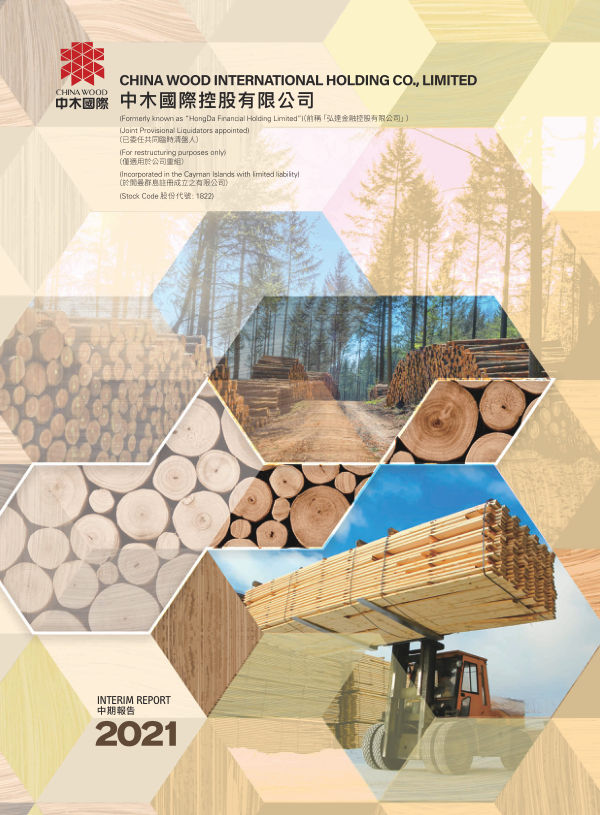 CHINA WOOD
中木國際
CHINA WOOD INTERNATIONAL HOLDING CO., LIMITED
中木國際控股有限公司
(Formerly known as "HongDa Financial Holding Limited")(前稱「弘達金融控股有限公司」)
(Joint Provisional Liquidators appointed)
(已委任共同臨時清盤人)
(For restructuring purposes only)
(僅適用於公司重組)
(Incorporated in the Cayman Islands with limited liability)
(於開曼群島註冊成立之有限公司)
(Stock Code 股份代號: 1822)
INTERIM REPORT
中期報告
2021